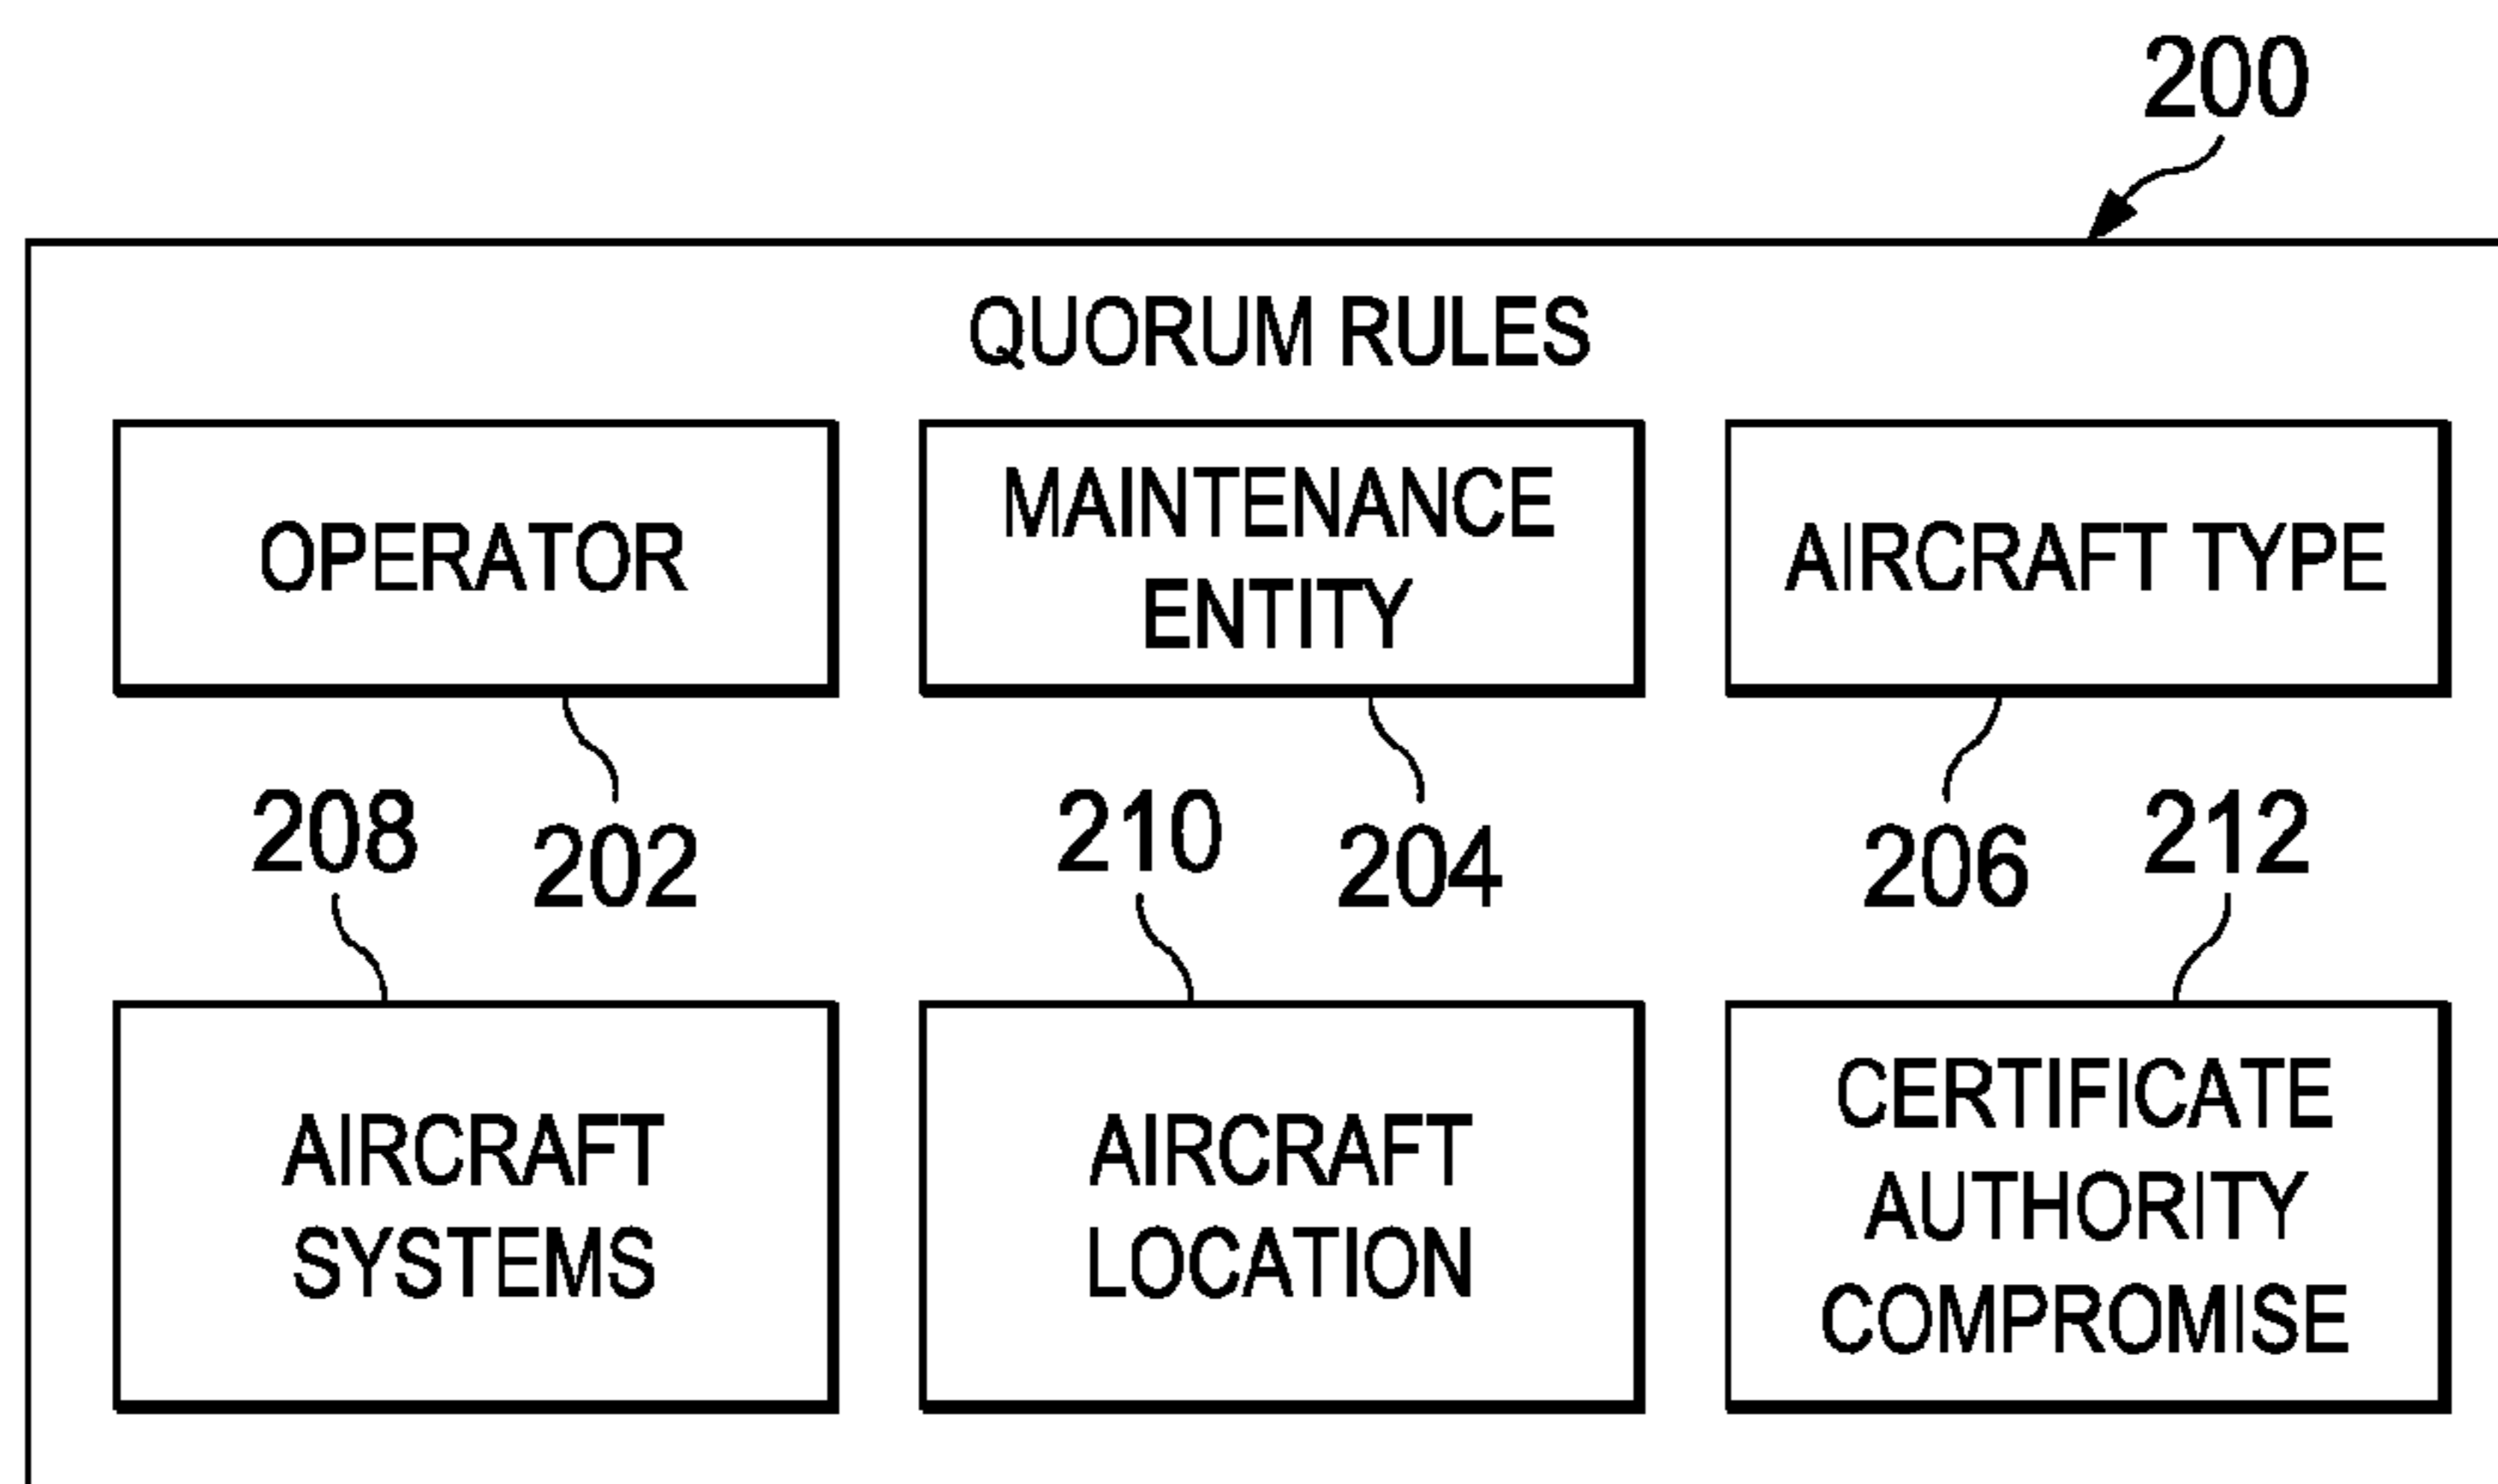 200
QUORUM RULES
OPERATOR
MAINTENANCE
ENTITY
AIRCRAFT TYPE
208
202
210
204
206
212
AIRCRAFT
SYSTEMS
AIRCRAFT
LOCATION
CERTIFICATE
AUTHORITY
COMPROMISE